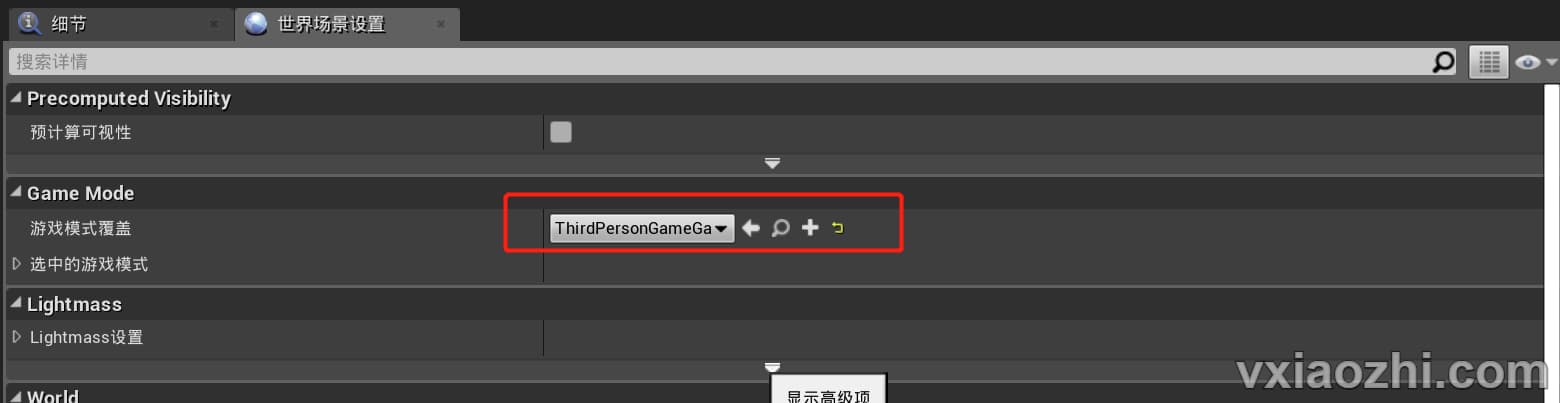 细节
世界场景设置
搜索详情
Precomputed Visibility
预计算可视性
Game Mode
游戏模式覆盖
ThirdPersonGameGa
选中的游戏模式
Lightmass
Lightmass设置
vxiaozhi.com
World
显示高级项